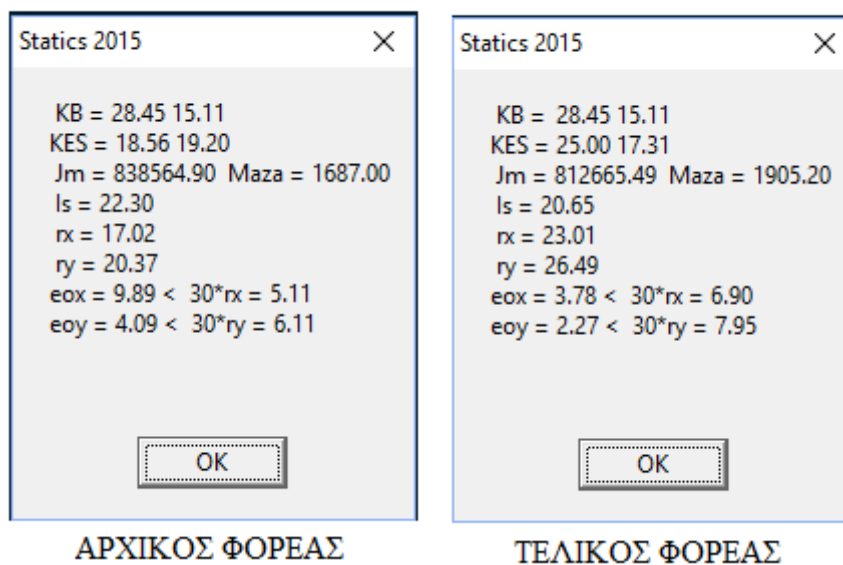 Statics 2015
KB = 28.45 15.11
KES = 18.56 19.20
Jm = 838564.90 Maza = 1687.00
Is = 22.30
rx = 17.02
ry = 20.37
eox = 9.89 < 30*rx = 5.11
eoy = 4.09 < 30*ry = 6.11
OK
ΑΡΧΙΚΟΣ ΦΟΡΕΑΣ
Statics 2015
KB = 28.45 15.11
KES = 25.00 17.31
Jm = 812665.49 Maza = 1905.20
Is = 20.65
rx = 23.01
ry = 26.49
eox = 3.78 < 30*rx = 6.90
eoy = 2.27 < 30*ry = 7.95
OK
ΤΕΛΙΚΟΣ ΦΟΡΕΑΣ